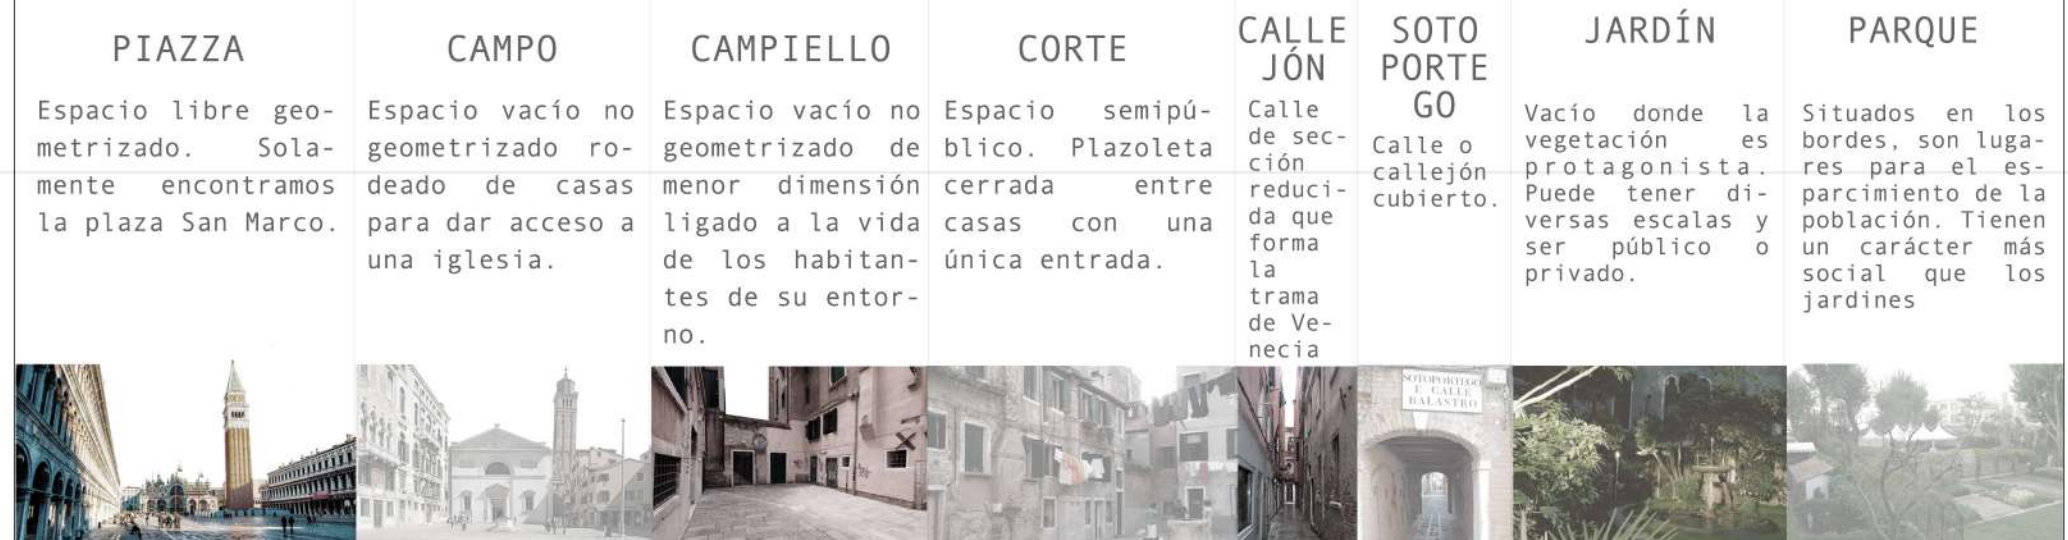 PIAZZA
Espacio libre geo-
metrizado. Sola-
mente encontramos
la plaza San Marco.
CAMPO
Espacio vacío no
geometrizado ro-
deado de casas
para dar acceso a
una iglesia.
CAMPIELLO
Espacio vacío no
geometrizado de
menor dimensión
ligado a la vida
de los habitan-
tes de su entor-
no.
CORTE
Espacio semipú-
blico. Plazoleta
cerrada entre
casas con una
única entrada.
CALLE
JÓN
Calle
de sec-
ción
reduci-
da que
forma
la
trama
de Ve-
necia
SOTO
PORTE
GO
Calle o
callejón
cubierto.
SOTOPORTEGO
E CALLE
BALASTRO
JARDÍN
Vacío donde la
vegetación es
protagonista.
Puede tener di-
versas escalas y
ser público o
privado.
PARQUE
Situados en los
bordes, son luga-
res para el es-
parcimiento de la
población. Tienen
un carácter más
social que los
jardines